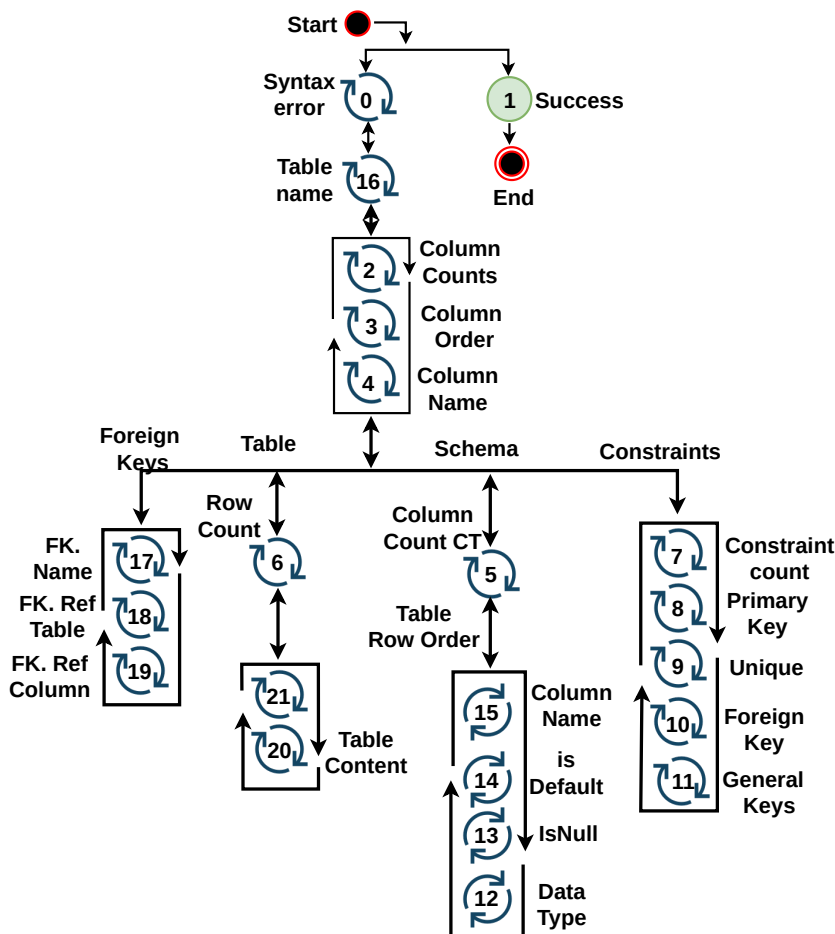 Start
Syntax
error
0
1
Success
Table
name
16
End
2
Column
Counts
3
Column
Order
4
Column
Name
Foreign
Keys
Table
Schema
Constraints
Row
Count
6
Column
Count CT
5
Table
Row Order
FK.
Name
17
FK. Ref
Table
18
FK. Ref
Column
19
21
20
Table
Content
15
Column
Name
14
is
Default
13
IsNull
12
Data
Type
7
Constraint
count
8
Primary
Key
9
Unique
10
Foreign
Key
11
General
Keys